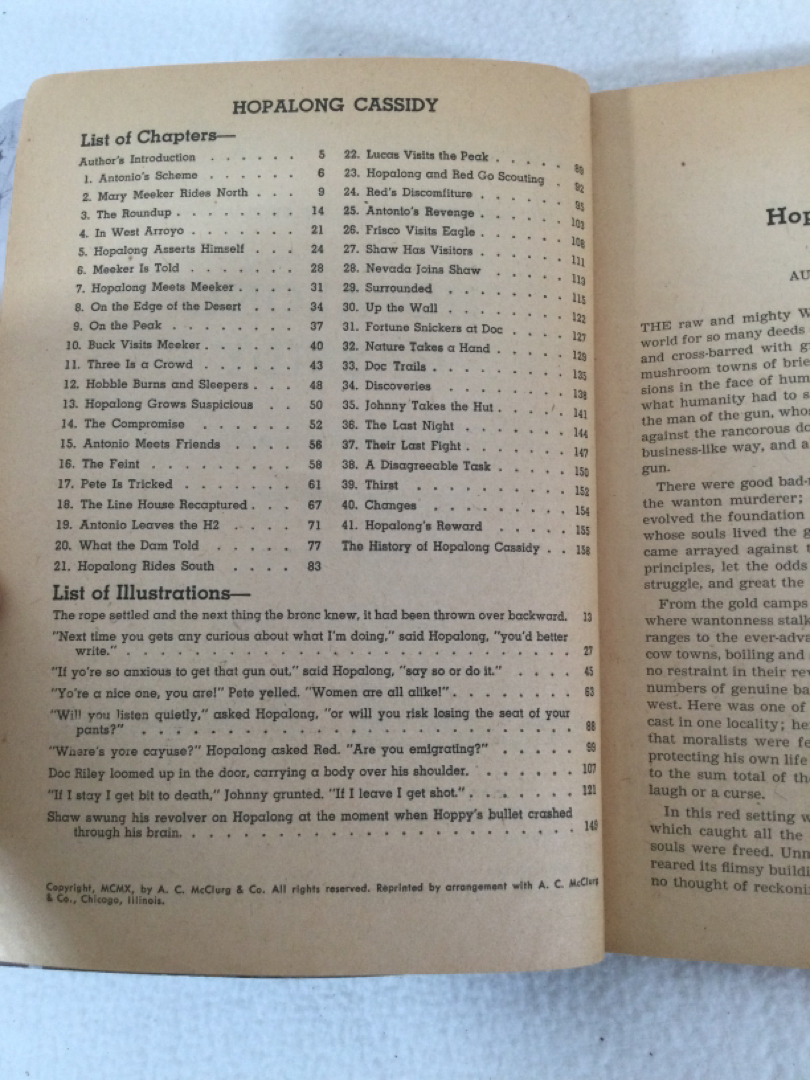 HOPALONG CASSIDY
List of Chapters—
Author's Introduction . . . . . . 5
1. Antonio's Scheme . . . . . . 6
2. Mary Meeker Rides North . . . 9
3. The Roundup . . . . . . . . 14
4. In West Arroyo . . . . . . . 21
5. Hopalong Asserts Himself . . . 24
6. Meeker Is Told . . . . . . . 28
7. Hopalong Meets Meeker . . . . 31
8. On the Edge of the Desert . . . 34
9. On the Peak . . . . . . . . 37
10. Buck Visits Meeker . . . . . . 40
11. Three Is a Crowd . . . . . . 43
12. Hobble Burns and Sleepers . . . 48
13. Hopalong Grows Suspicious . . 50
14. The Compromise . . . . . . 52
15. Antonio Meets Friends . . . . 56
16. The Feint . . . . . . . . . 58
17. Pete Is Tricked . . . . . . . 61
18. The Line House Recaptured . . . 67
19. Antonio Leaves the H2 . . . . 71
20. What the Dam Told . . . . . 77
21. Hopalong Rides South . . . . 83
22. Lucas Visits the Peak . . . . . 89
23. Hopalong and Red Go Scouting . 92
24. Red's Discomfiture . . . . . . 95
25. Antonio's Revenge . . . . . . 103
26. Frisco Visits Eagle . . . . . . 108
27. Shaw Has Visitors . . . . . . 111
28. Nevada Joins Shaw . . . . . 113
29. Surrounded . . . . . . . . 115
30. Up the Wall . . . . . . . . 122
31. Fortune Snickers at Doc . . . . 127
32. Nature Takes a Hand . . . . . 129
33. Doc Trails . . . . . . . . . 135
34. Discoveries . . . . . . . . 138
35. Johnny Takes the Hut . . . . . 141
36. The Last Night . . . . . . . 144
37. Their Last Fight . . . . . . . 147
38. A Disagreeable Task . . . . . 150
39. Thirst . . . . . . . . . . 152
40. Changes . . . . . . . . . 154
41. Hopalong's Reward . . . . . 155
The History of Hopalong Cassidy . . 158
List of Illustrations—
The rope settled and the next thing the bronc knew, it had been thrown over backward. 13
"Next time you gets any curious about what I'm doing," said Hopalong, "you'd better
write." . . . . . . . . . . . . . . . . . . . . 27
"If yo're so anxious to get that gun out," said Hopalong, "say so or do it." . . . . . 45
"Yo're a nice one, you are!" Pete yelled. "Women are all alike!" . . . . . . . . 63
"Will you listen quietly," asked Hopalong, "or will you risk losing the seat of your
pants?" . . . . . . . . . . . . . . . . . . . . 88
"Where's yore cayuse?" Hopalong asked Red. "Are you emigrating?" . . . . . 99
Doc Riley loomed up in the door, carrying a body over his shoulder. . . . . . . 107
"If I stay I get bit to death," Johnny grunted. "If I leave I get shot." . . . . . . . 121
Shaw swung his revolver on Hopalong at the moment when Hoppy's bullet crashed
through his brain. . . . . . . . . . . . . . . . . . 149
Copyright, MCMX, by A. C. McClurg & Co. All rights reserved. Reprinted by arrangement with A. C. McClurg
& Co., Chicago, Illinois.
THE raw and mighty W
world for so many deeds
and cross-barred with
mushroom towns of
sions in the face of
what humanity had to
the man of the gun,
against the rancorous
business-like way, and a
gun.
There were good
the wanton murderer;
evolved the foundation
whose souls lived the
came arrayed against
principles, let the odds
struggle, and great the
From the gold camps
where wantonness
ranges to the
cow towns, boiling and
no restraint in their
numbers of genuine
west. Here was one of
cast in one locality;
that moralists were
protecting his own life
to the sum total of
laugh or a curse.
In this red setting
which caught all the
souls were freed.
reared its flimsy
no thought of